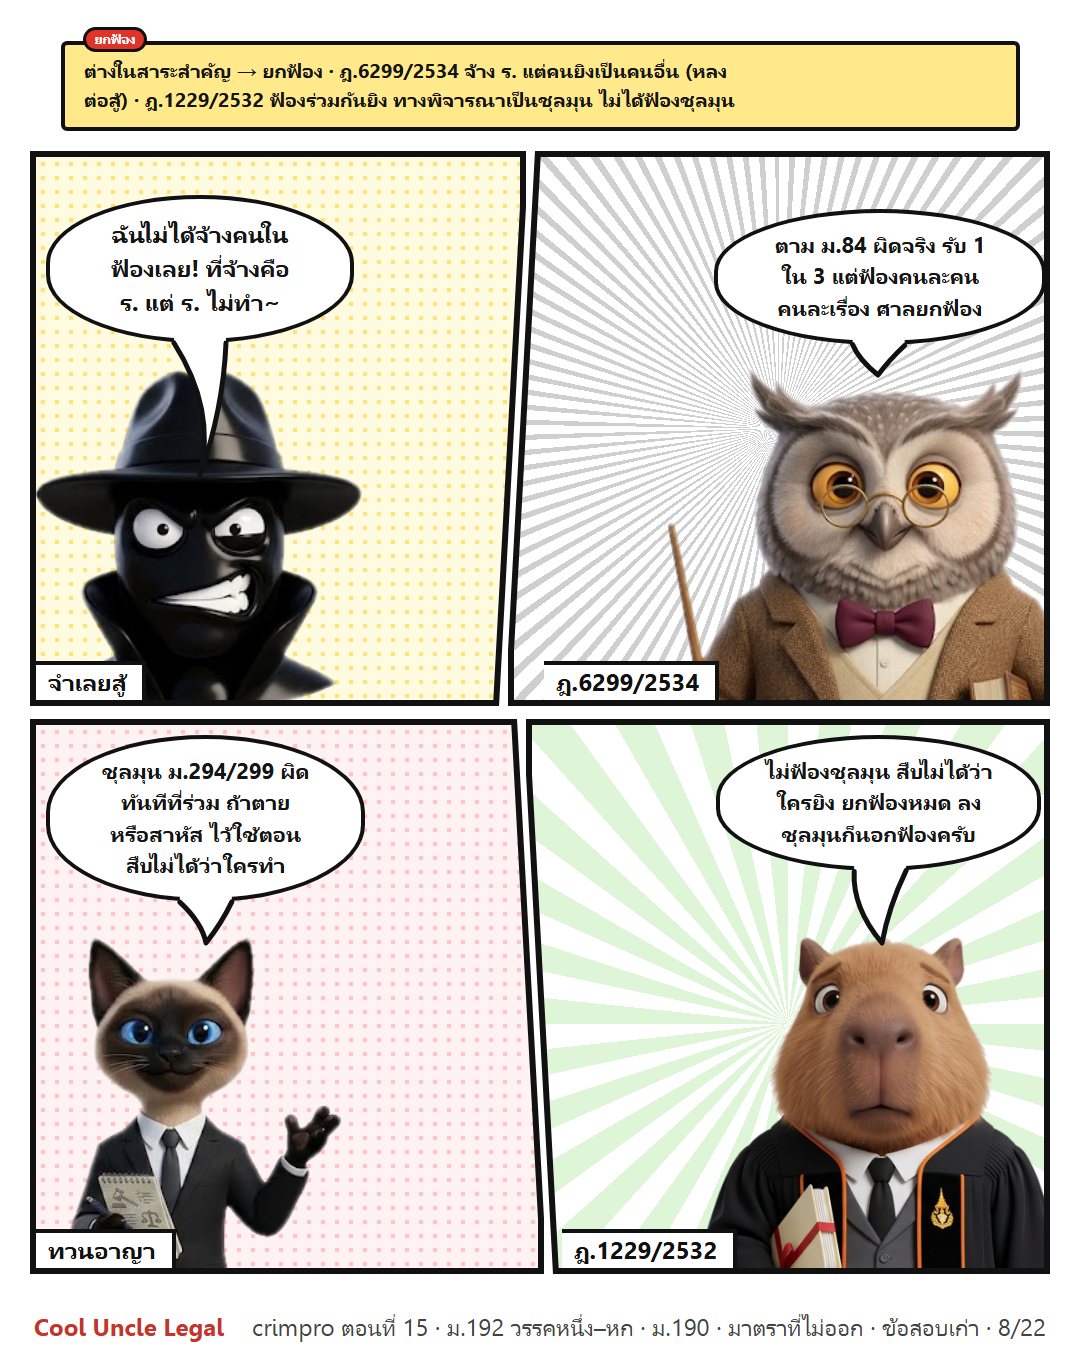 ยกฟ้อง
ต่างในสาระสำคัญ → ยกฟ้อง · ฎ.6299/2534 จ้าง ร. แต่คนยิงเป็นคนอื่น (หลง
ต่อสู้) · ฎ.1229/2532 ฟ้องร่วมกันยิง ทางพิจารณาเป็นชุลมุน ไม่ได้ฟ้องชุลมุน
ฉันไม่ได้จ้างคนใน
ฟ้องเลย! ที่จ้างคือ
ร. แต่ ร. ไม่ทำ~
จำเลยสู้
ตาม ม.84 ผิดจริง รับ 1
ใน 3 แต่ฟ้องคนละคน
คนละเรื่อง ศาลยกฟ้อง
ฎ.6299/2534
ชุลมุน ม.294/299 ผิด
ทันทีที่ร่วม ถ้าตาย
หรือสาหัส ไว้ใช้ตอน
สืบไม่ได้ว่าใครทำ
ทวนอาญา
ไม่ฟ้องชุลมุน สืบไม่ได้ว่า
ใครยิง ยกฟ้องหมด ลง
ชุลมุนก็นอกฟ้องครับ
ฎ.1229/2532
Cool Uncle Legal crimpro ตอนที่ 15 · ม.192 วรรคหนึ่ง–หก · ม.190 · มาตราที่ไม่ออก · ข้อสอบเก่า · 8/22